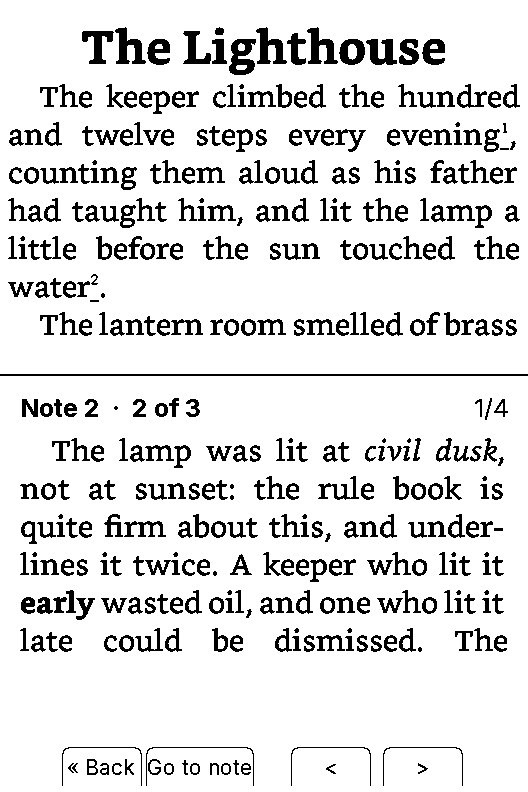 The Lighthouse
The keeper climbed the hundred
and twelve steps every evening¹,
counting them aloud as his father
had taught him, and lit the lamp a
little before the sun touched the
water².
The lantern room smelled of brass
Note 2 · 2 of 3 1/4
The lamp was lit at civil dusk,
not at sunset: the rule book is
quite firm about this, and under-
lines it twice. A keeper who lit it
early wasted oil, and one who lit it
late could be dismissed. The
« Back Go to note < >